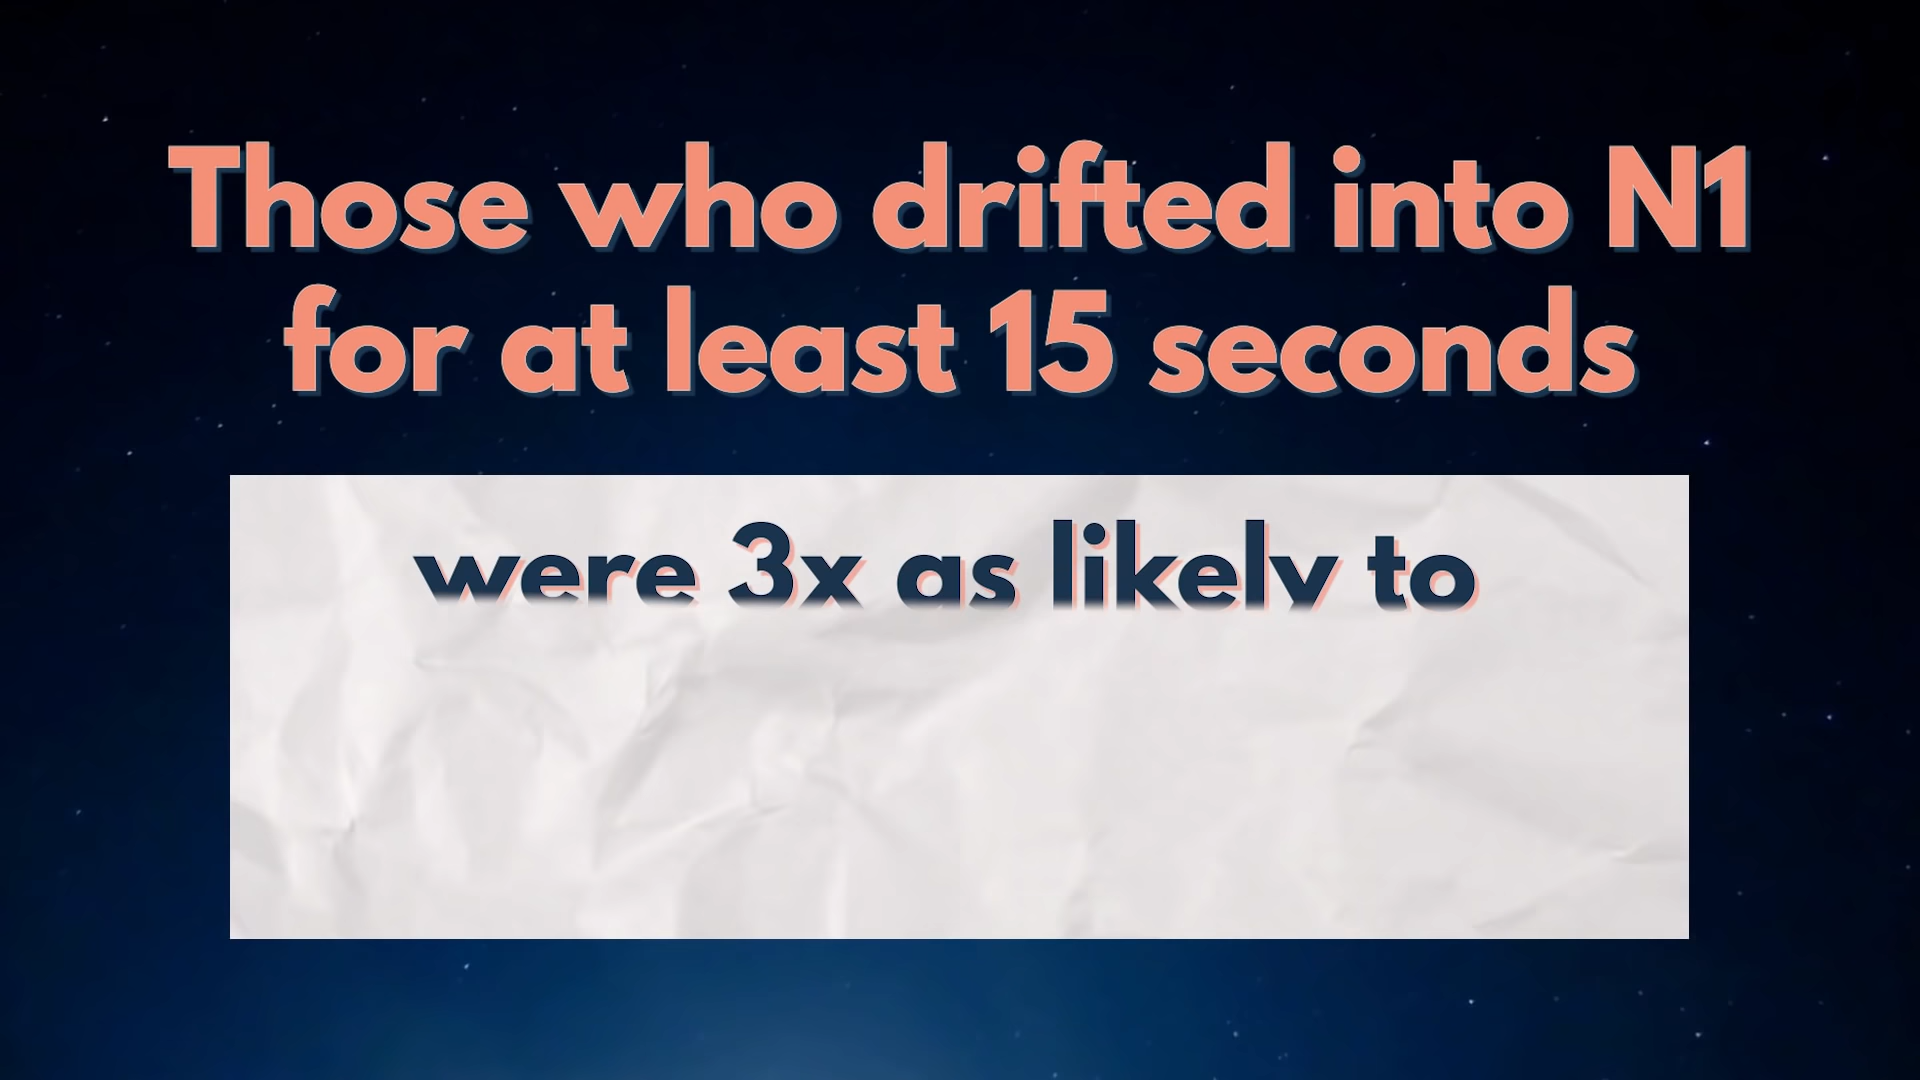 Those who drifted into N1
for at least 15 seconds
were 3x as likely to